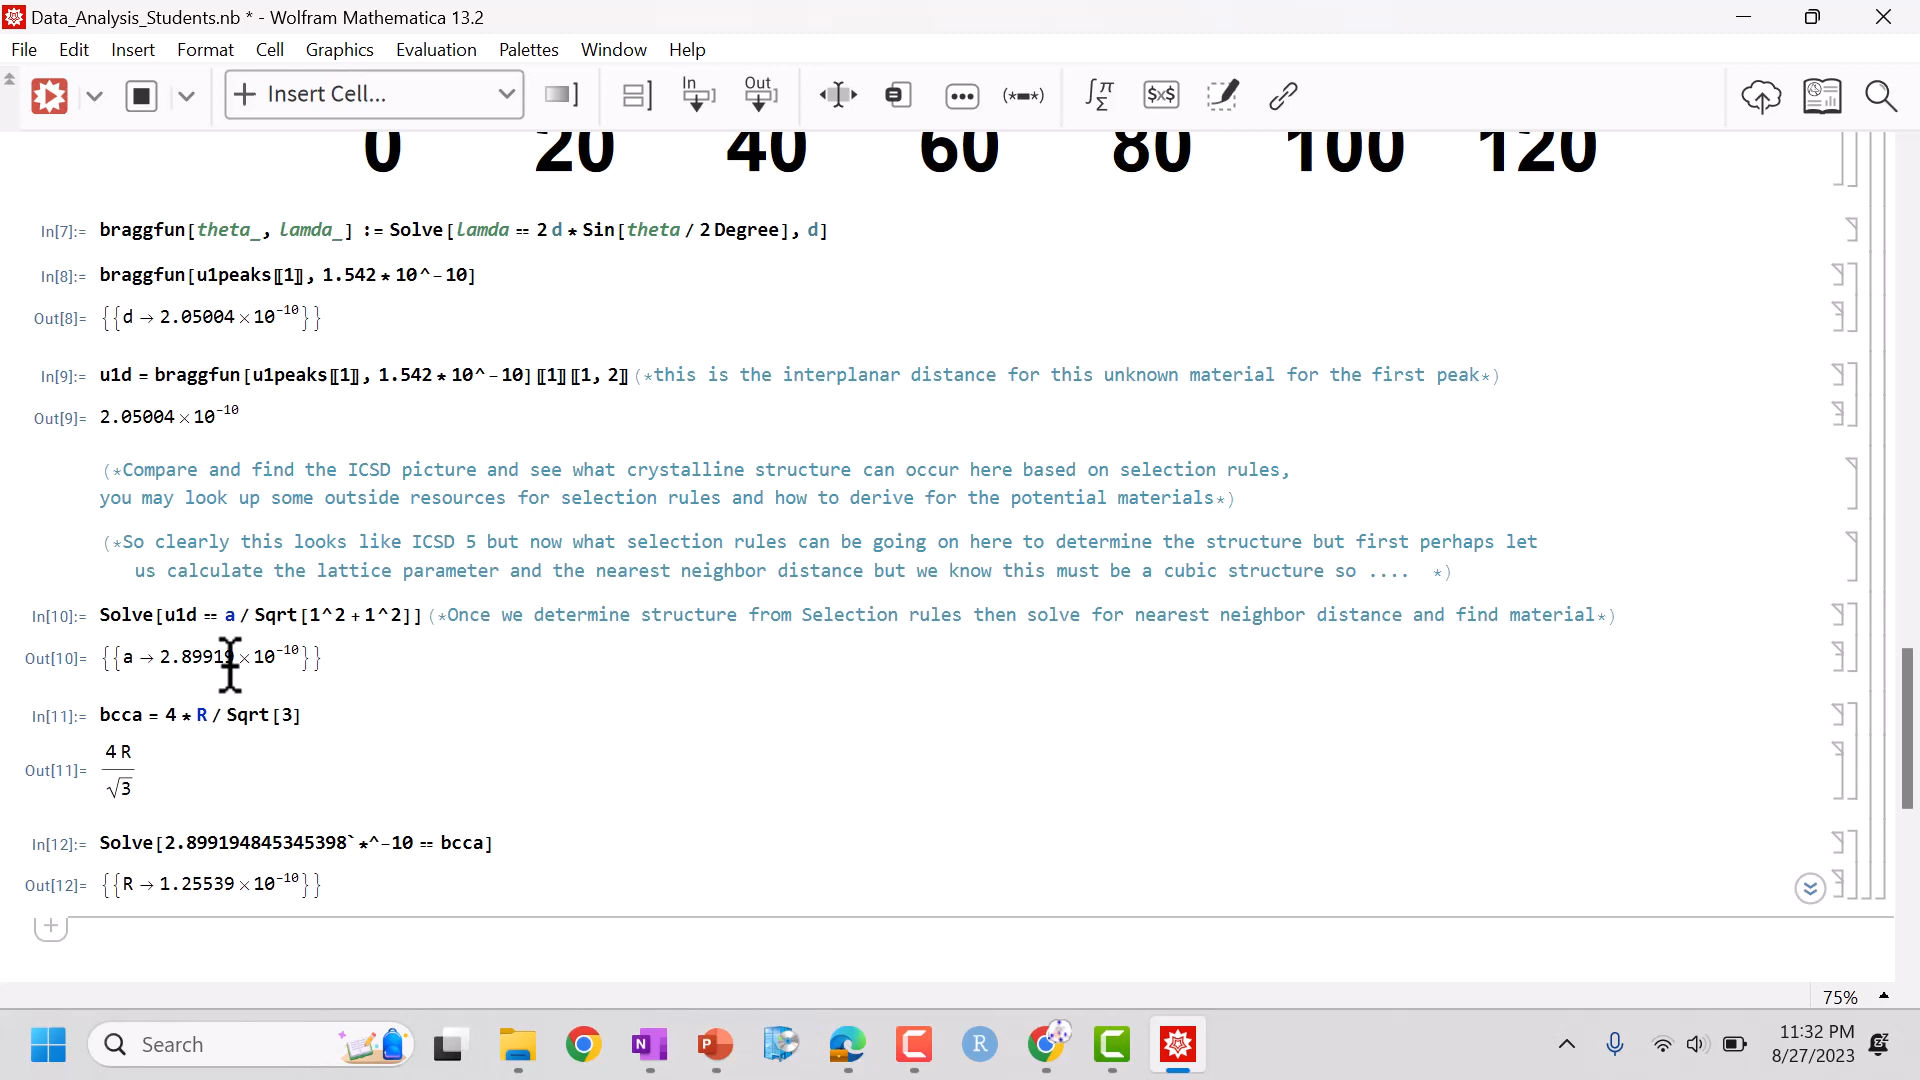 Data_Analysis_Students.nb * - Wolfram Mathematica 13.2
File Edit Insert Format Cell Graphics Evaluation Palettes Window Help
Insert Cell... In Out (*▪*) ∫π Σ $x$
0 20 40 60 80 100 120
In[7]:= braggfun[theta_, lamda_] := Solve[lamda == 2 d * Sin[theta / 2 Degree], d]
In[8]:= braggfun[u1peaks[[1]], 1.542 * 10^-10]
Out[8]= {{d → 2.05004 × 10^-10}}
In[9]:= u1d = braggfun[u1peaks[[1]], 1.542 * 10^-10][[1]][[1, 2]] (*this is the interplanar distance for this unknown material for the first peak*)
Out[9]= 2.05004 × 10^-10
(*Compare and find the ICSD picture and see what crystalline structure can occur here based on selection rules,
you may look up some outside resources for selection rules and how to derive for the potential materials*)
(*So clearly this looks like ICSD 5 but now what selection rules can be going on here to determine the structure but first perhaps let
us calculate the lattice parameter and the nearest neighbor distance but we know this must be a cubic structure so .... *)
In[10]:= Solve[u1d == a / Sqrt[1^2 + 1^2]] (*Once we determine structure from Selection rules then solve for nearest neighbor distance and find material*)
Out[10]= {{a → 2.89919 × 10^-10}}
In[11]:= bcca = 4 * R / Sqrt[3]
Out[11]= 4 R / √3
In[12]:= Solve[2.899194845345398`*^-10 == bcca]
Out[12]= {{R → 1.25539 × 10^-10}}
75%
Search
11:32 PM
8/27/2023